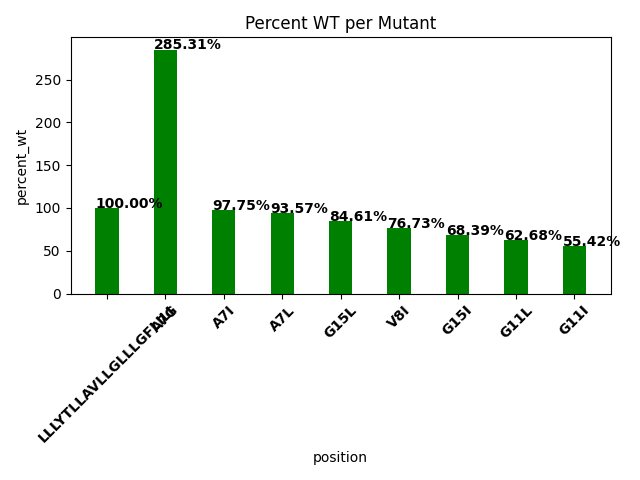 Percent WT per Mutant
percent_wt
250
200
150
100
50
0
100.00%
285.31%
97.75%
93.57%
84.61%
76.73%
68.39%
62.68%
55.42%
A7G
A7I
A7L
G15L
V8I
G15I
G11L
G11I
position